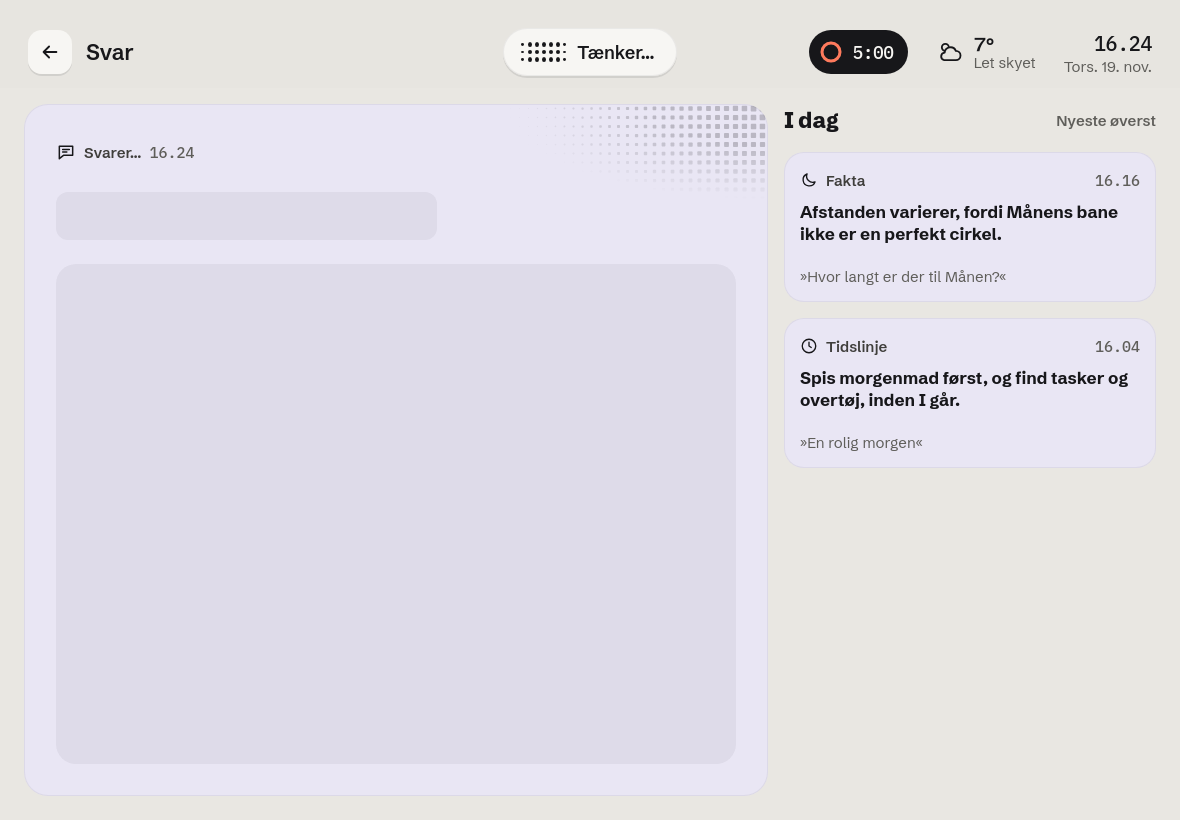 Svar
Tænker...
5:00
7°
Let skyet
16.24
Tors. 19. nov.
Svarer... 16.24
I dag
Nyeste øverst
Fakta
16.16
Afstanden varierer, fordi Månens bane
ikke er en perfekt cirkel.
»Hvor langt er der til Månen?«
Tidslinje
16.04
Spis morgenmad først, og find tasker og
overtøj, inden I går.
»En rolig morgen«